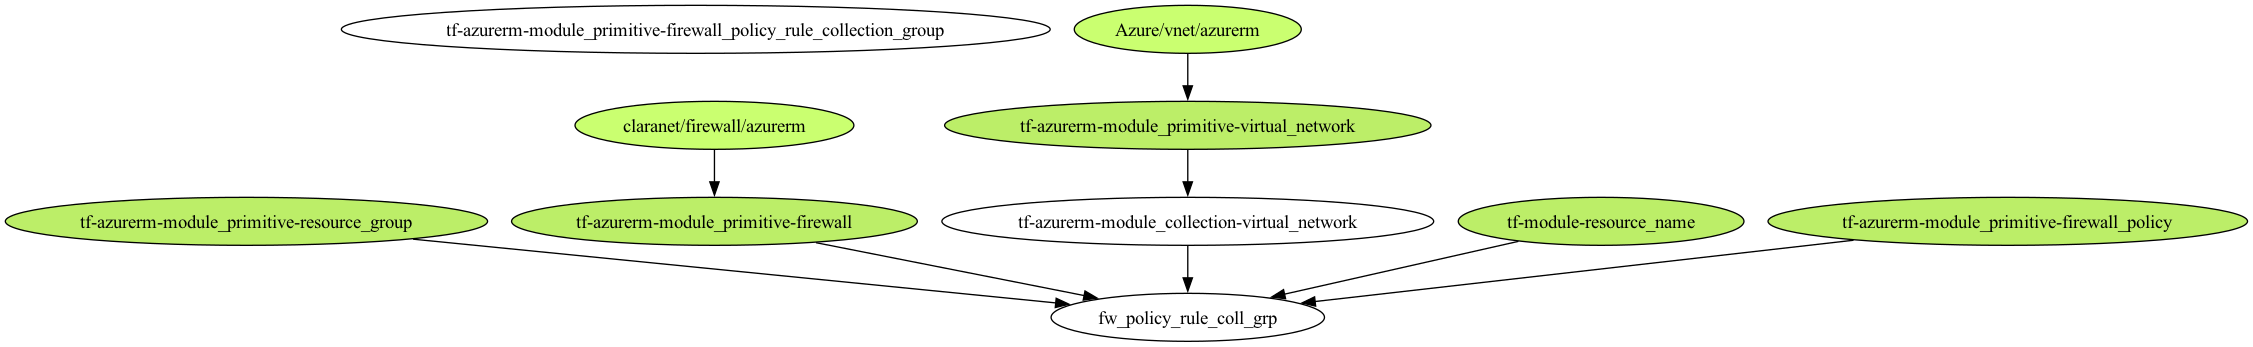 tf-azurerm-module_primitive-firewall_policy_rule_collection_group
Azure/vnet/azurerm
claranet/firewall/azurerm
tf-azurerm-module_primitive-virtual_network
tf-azurerm-module_primitive-resource_group
tf-azurerm-module_primitive-firewall
tf-azurerm-module_collection-virtual_network
tf-module-resource_name
tf-azurerm-module_primitive-firewall_policy
fw_policy_rule_coll_grp